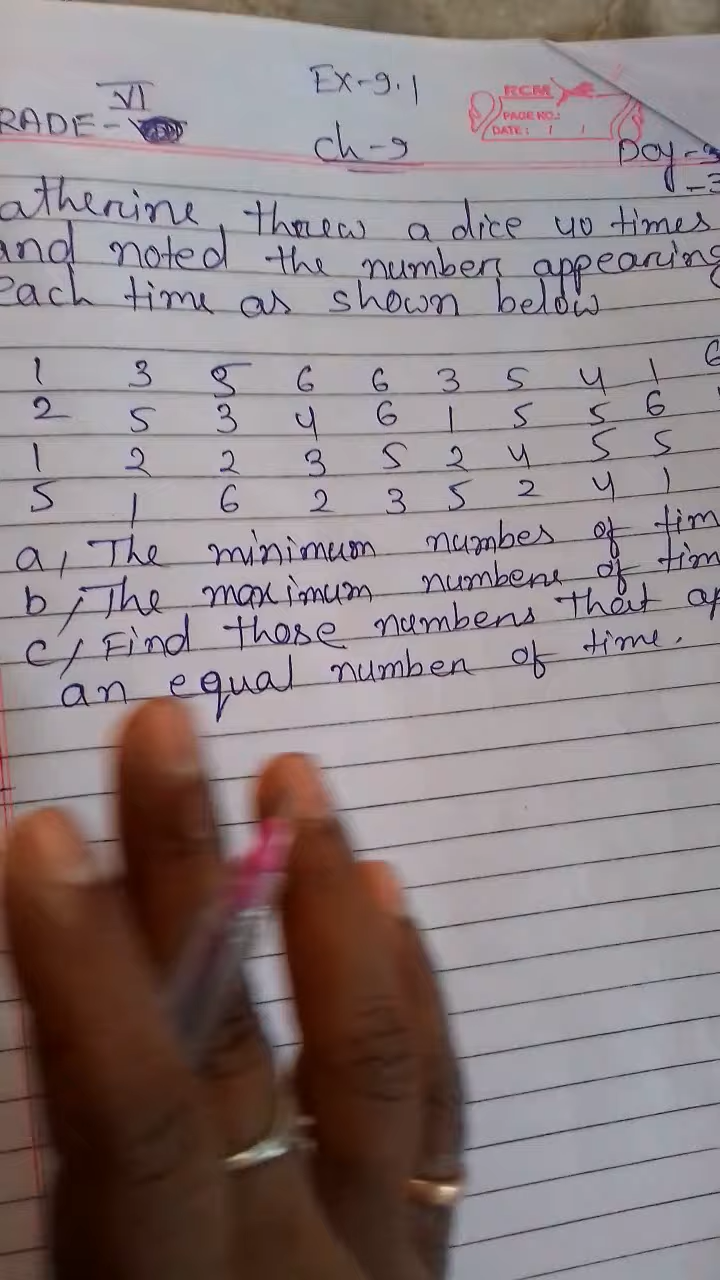 Ex-9.1
VI
RADE -
RCM
PAGE NO.:
DATE: / /
Ch-9
Day -
atherine threw a dice 40 times
and noted the number appearing
each time as shown below
1 3 5 6 6 3 5 4 1 6
2 5 3 4 6 1 5 5 6
1 2 2 3 5 2 4 5 5
5 1 6 2 3 5 2 4 1
a, The minimum number of tim
b, The maximum numbers of tim
c, Find those numbers that ap
an equal number of time.